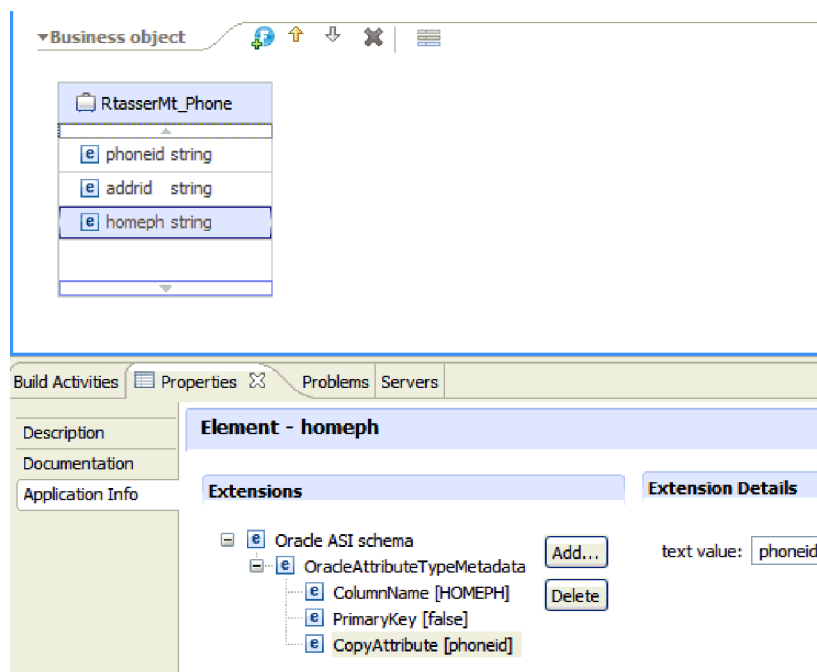 Business object
RtasserMt_Phone
e phoneid string
e addrid string
e homeph string
Build Activities Properties Problems Servers
Description
Documentation
Application Info
Element - homeph
Extensions
Extension Details
e Oracle ASI schema
e OracleAttributeTypeMetadata
e ColumnName [HOMEPH]
e PrimaryKey [false]
e CopyAttribute [phoneid]
Add...
Delete
text value: phoneid